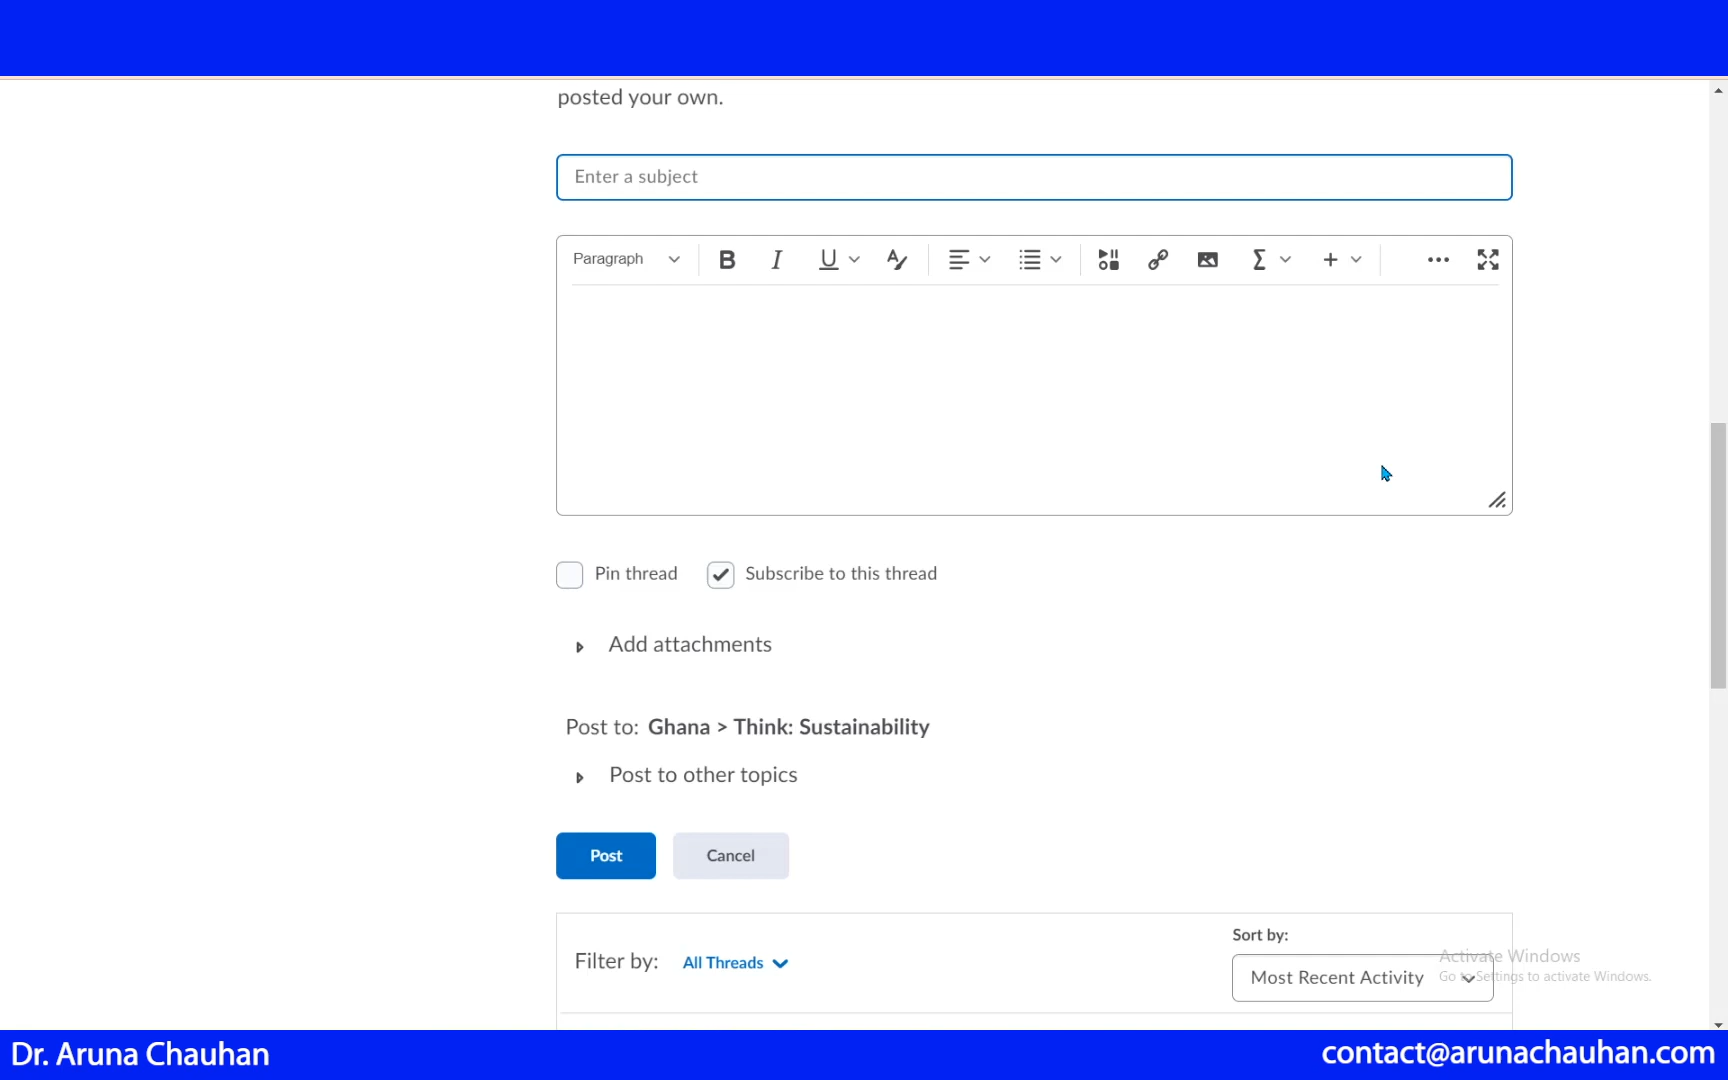 posted your own.
Enter a subject
Paragraph
Pin thread
Subscribe to this thread
Add attachments
Post to: Ghana > Think: Sustainability
Post to other topics
Post
Cancel
Filter by: All Threads
Sort by:
Most Recent Activity
Activate Windows
Go to Settings to activate Windows.
Dr. Aruna Chauhan
contact@arunachauhan.com